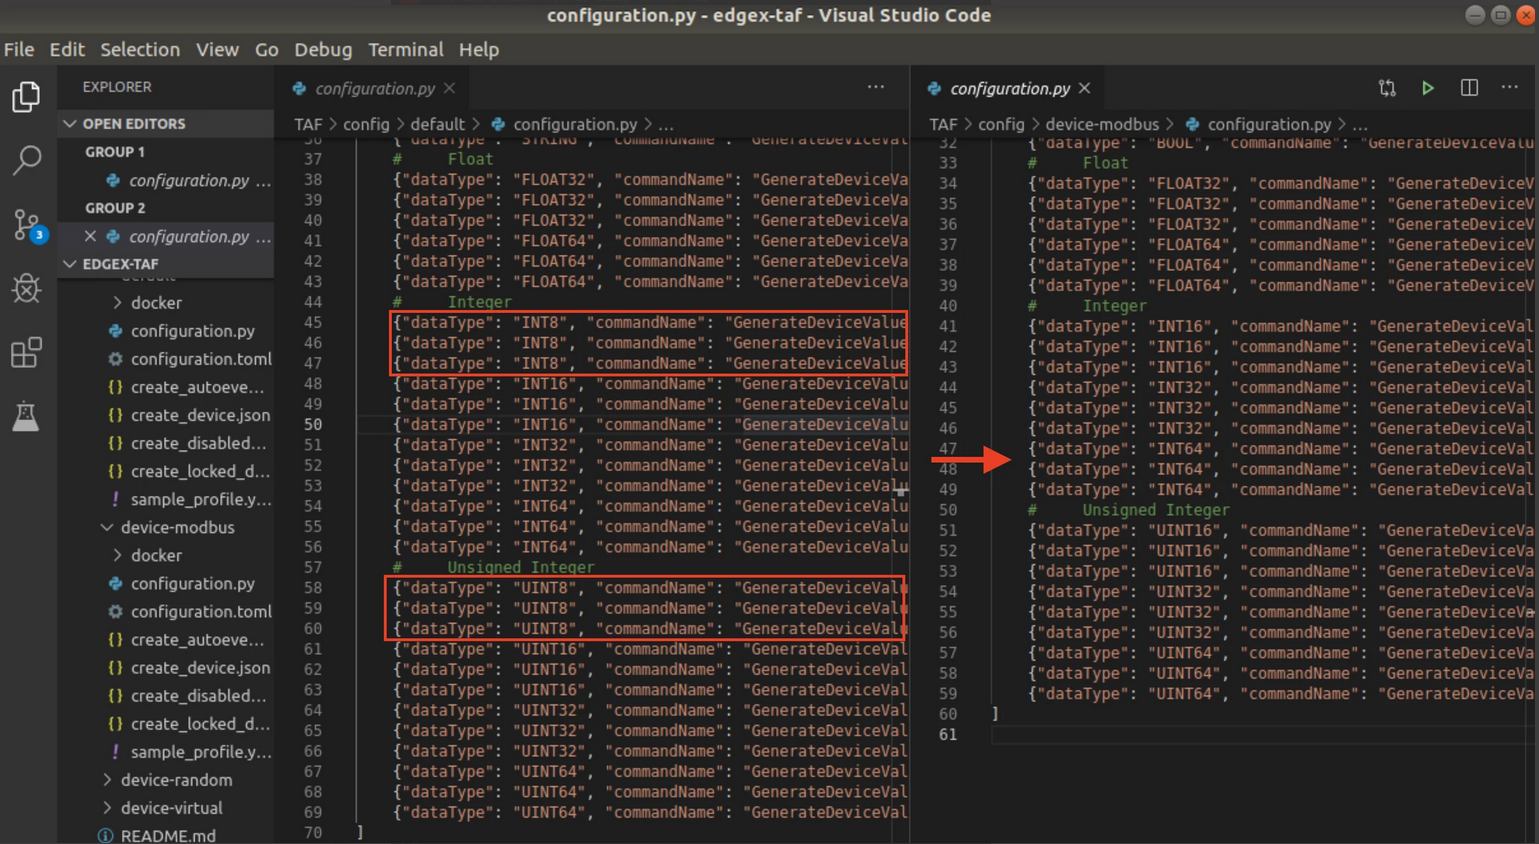 configuration.py - edgex-taf - Visual Studio Code
File Edit Selection View Go Debug Terminal Help
EXPLORER
OPEN EDITORS
GROUP 1
configuration.py ...
GROUP 2
configuration.py ...
EDGEX-TAF
default
docker
configuration.py
configuration.toml
create_autoeve...
create_device.json
create_disabled...
create_locked_d...
sample_profile.y...
device-modbus
docker
configuration.py
configuration.toml
create_autoeve...
create_device.json
create_disabled...
create_locked_d...
sample_profile.y...
device-random
device-virtual
README.md
3
configuration.py
TAF > config > default > configuration.py > ...
36 {"dataType": "STRING", "commandName": "GenerateDeviceVa
37 # Float
38 {"dataType": "FLOAT32", "commandName": "GenerateDeviceVa
39 {"dataType": "FLOAT32", "commandName": "GenerateDeviceVa
40 {"dataType": "FLOAT32", "commandName": "GenerateDeviceVa
41 {"dataType": "FLOAT64", "commandName": "GenerateDeviceVa
42 {"dataType": "FLOAT64", "commandName": "GenerateDeviceVa
43 {"dataType": "FLOAT64", "commandName": "GenerateDeviceVa
44 # Integer
45 {"dataType": "INT8", "commandName": "GenerateDeviceValue
46 {"dataType": "INT8", "commandName": "GenerateDeviceValue
47 {"dataType": "INT8", "commandName": "GenerateDeviceValue
48 {"dataType": "INT16", "commandName": "GenerateDeviceValu
49 {"dataType": "INT16", "commandName": "GenerateDeviceValu
50 {"dataType": "INT16", "commandName": "GenerateDeviceValu
51 {"dataType": "INT32", "commandName": "GenerateDeviceValu
52 {"dataType": "INT32", "commandName": "GenerateDeviceValu
53 {"dataType": "INT32", "commandName": "GenerateDeviceValu
54 {"dataType": "INT64", "commandName": "GenerateDeviceValu
55 {"dataType": "INT64", "commandName": "GenerateDeviceValu
56 {"dataType": "INT64", "commandName": "GenerateDeviceValu
57 # Unsigned Integer
58 {"dataType": "UINT8", "commandName": "GenerateDeviceValu
59 {"dataType": "UINT8", "commandName": "GenerateDeviceValu
60 {"dataType": "UINT8", "commandName": "GenerateDeviceValu
61 {"dataType": "UINT16", "commandName": "GenerateDeviceVal
62 {"dataType": "UINT16", "commandName": "GenerateDeviceVal
63 {"dataType": "UINT16", "commandName": "GenerateDeviceVal
64 {"dataType": "UINT32", "commandName": "GenerateDeviceVal
65 {"dataType": "UINT32", "commandName": "GenerateDeviceVal
66 {"dataType": "UINT32", "commandName": "GenerateDeviceVal
67 {"dataType": "UINT64", "commandName": "GenerateDeviceVal
68 {"dataType": "UINT64", "commandName": "GenerateDeviceVal
69 {"dataType": "UINT64", "commandName": "GenerateDeviceVal
70 ]
configuration.py
TAF > config > device-modbus > configuration.py > ...
32 {"dataType": "BOOL", "commandName": "GenerateDeviceValu
33 # Float
34 {"dataType": "FLOAT32", "commandName": "GenerateDeviceV
35 {"dataType": "FLOAT32", "commandName": "GenerateDeviceV
36 {"dataType": "FLOAT32", "commandName": "GenerateDeviceV
37 {"dataType": "FLOAT64", "commandName": "GenerateDeviceV
38 {"dataType": "FLOAT64", "commandName": "GenerateDeviceV
39 {"dataType": "FLOAT64", "commandName": "GenerateDeviceV
40 # Integer
41 {"dataType": "INT16", "commandName": "GenerateDeviceVal
42 {"dataType": "INT16", "commandName": "GenerateDeviceVal
43 {"dataType": "INT16", "commandName": "GenerateDeviceVal
44 {"dataType": "INT32", "commandName": "GenerateDeviceVal
45 {"dataType": "INT32", "commandName": "GenerateDeviceVal
46 {"dataType": "INT32", "commandName": "GenerateDeviceVal
47 {"dataType": "INT64", "commandName": "GenerateDeviceVal
48 {"dataType": "INT64", "commandName": "GenerateDeviceVal
49 {"dataType": "INT64", "commandName": "GenerateDeviceVal
50 # Unsigned Integer
51 {"dataType": "UINT16", "commandName": "GenerateDeviceVa
52 {"dataType": "UINT16", "commandName": "GenerateDeviceVa
53 {"dataType": "UINT16", "commandName": "GenerateDeviceVa
54 {"dataType": "UINT32", "commandName": "GenerateDeviceVa
55 {"dataType": "UINT32", "commandName": "GenerateDeviceVa
56 {"dataType": "UINT32", "commandName": "GenerateDeviceVa
57 {"dataType": "UINT64", "commandName": "GenerateDeviceVa
58 {"dataType": "UINT64", "commandName": "GenerateDeviceVa
59 {"dataType": "UINT64", "commandName": "GenerateDeviceVa
60 ]
61